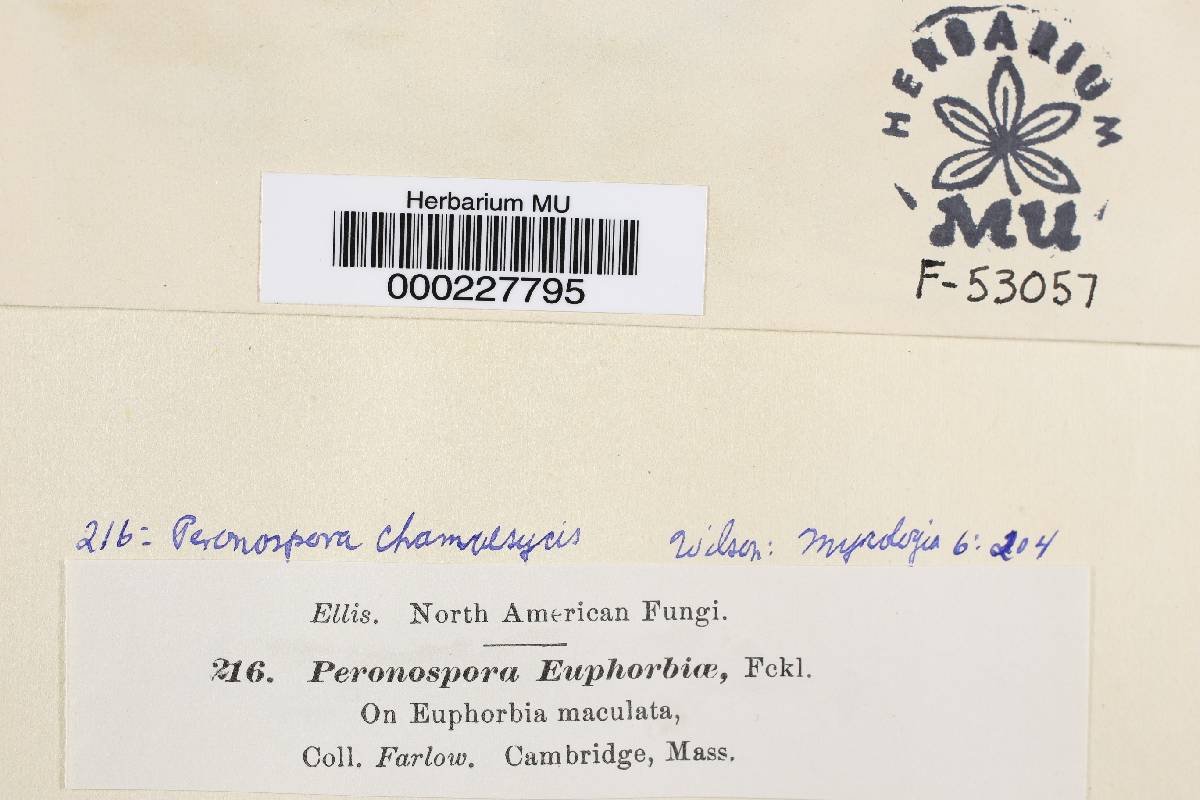 HERBARIUM
MU
F-53057
Herbarium MU
000227795
216 = Peronospora chamaesycis Wilson: Mycologia 6: 204
Ellis. North American Fungi.
216. Peronospora Euphorbiæ, Fckl.
On Euphorbia maculata,
Coll. Farlow. Cambridge, Mass.